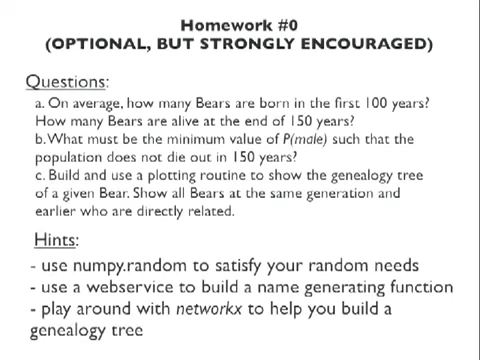 Homework #0
(OPTIONAL, BUT STRONGLY ENCOURAGED)
Questions:
a. On average, how many Bears are born in the first 100 years?
How many Bears are alive at the end of 150 years?
b. What must be the minimum value of P(male) such that the
population does not die out in 150 years?
c. Build and use a plotting routine to show the genealogy tree
of a given Bear. Show all Bears at the same generation and
earlier who are directly related.
Hints:
- use numpy.random to satisfy your random needs
- use a webservice to build a name generating function
- play around with networkx to help you build a
genealogy tree